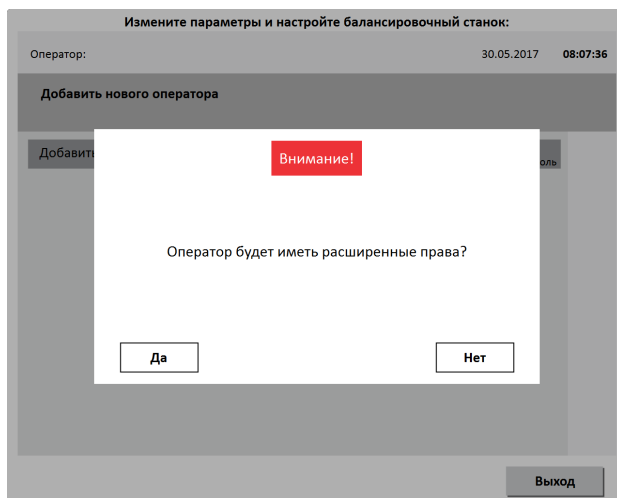 Измените параметры и настройте балансировочный станок:
Оператор: 30.05.2017 08:07:36
Добавить нового оператора
Добавить
Внимание!
Оператор будет иметь расширенные права?
Да Нет
Выход